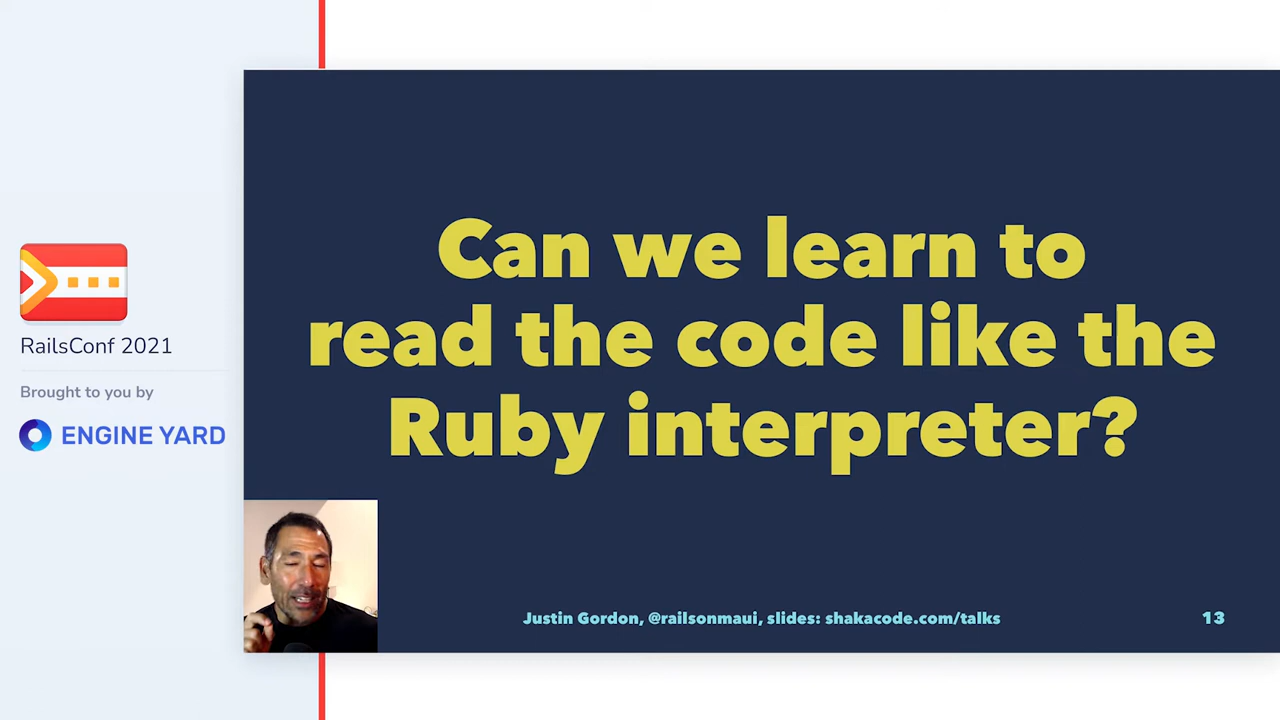 RailsConf 2021
Brought to you by
ENGINE YARD
Can we learn to
read the code like the
Ruby interpreter?
Justin Gordon, @railsonmaui, slides: shakacode.com/talks
13